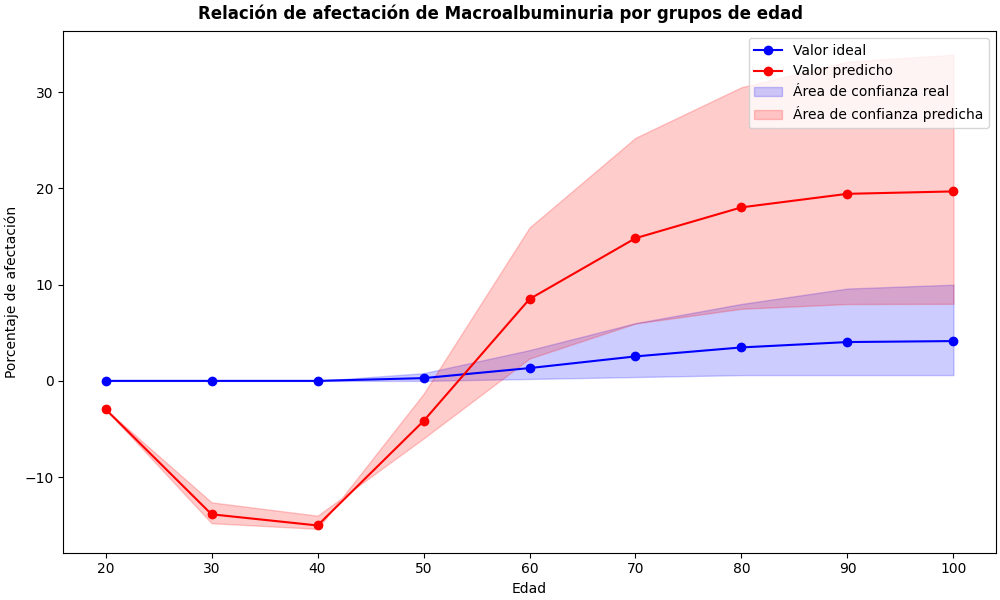 Relación de afectación de Macroalbuminuria por grupos de edad
Valor ideal
Valor predicho
Área de confianza real
Área de confianza predicha
Porcentaje de afectación
30
20
10
0
−10
20 30 40 50 60 70 80 90 100
Edad